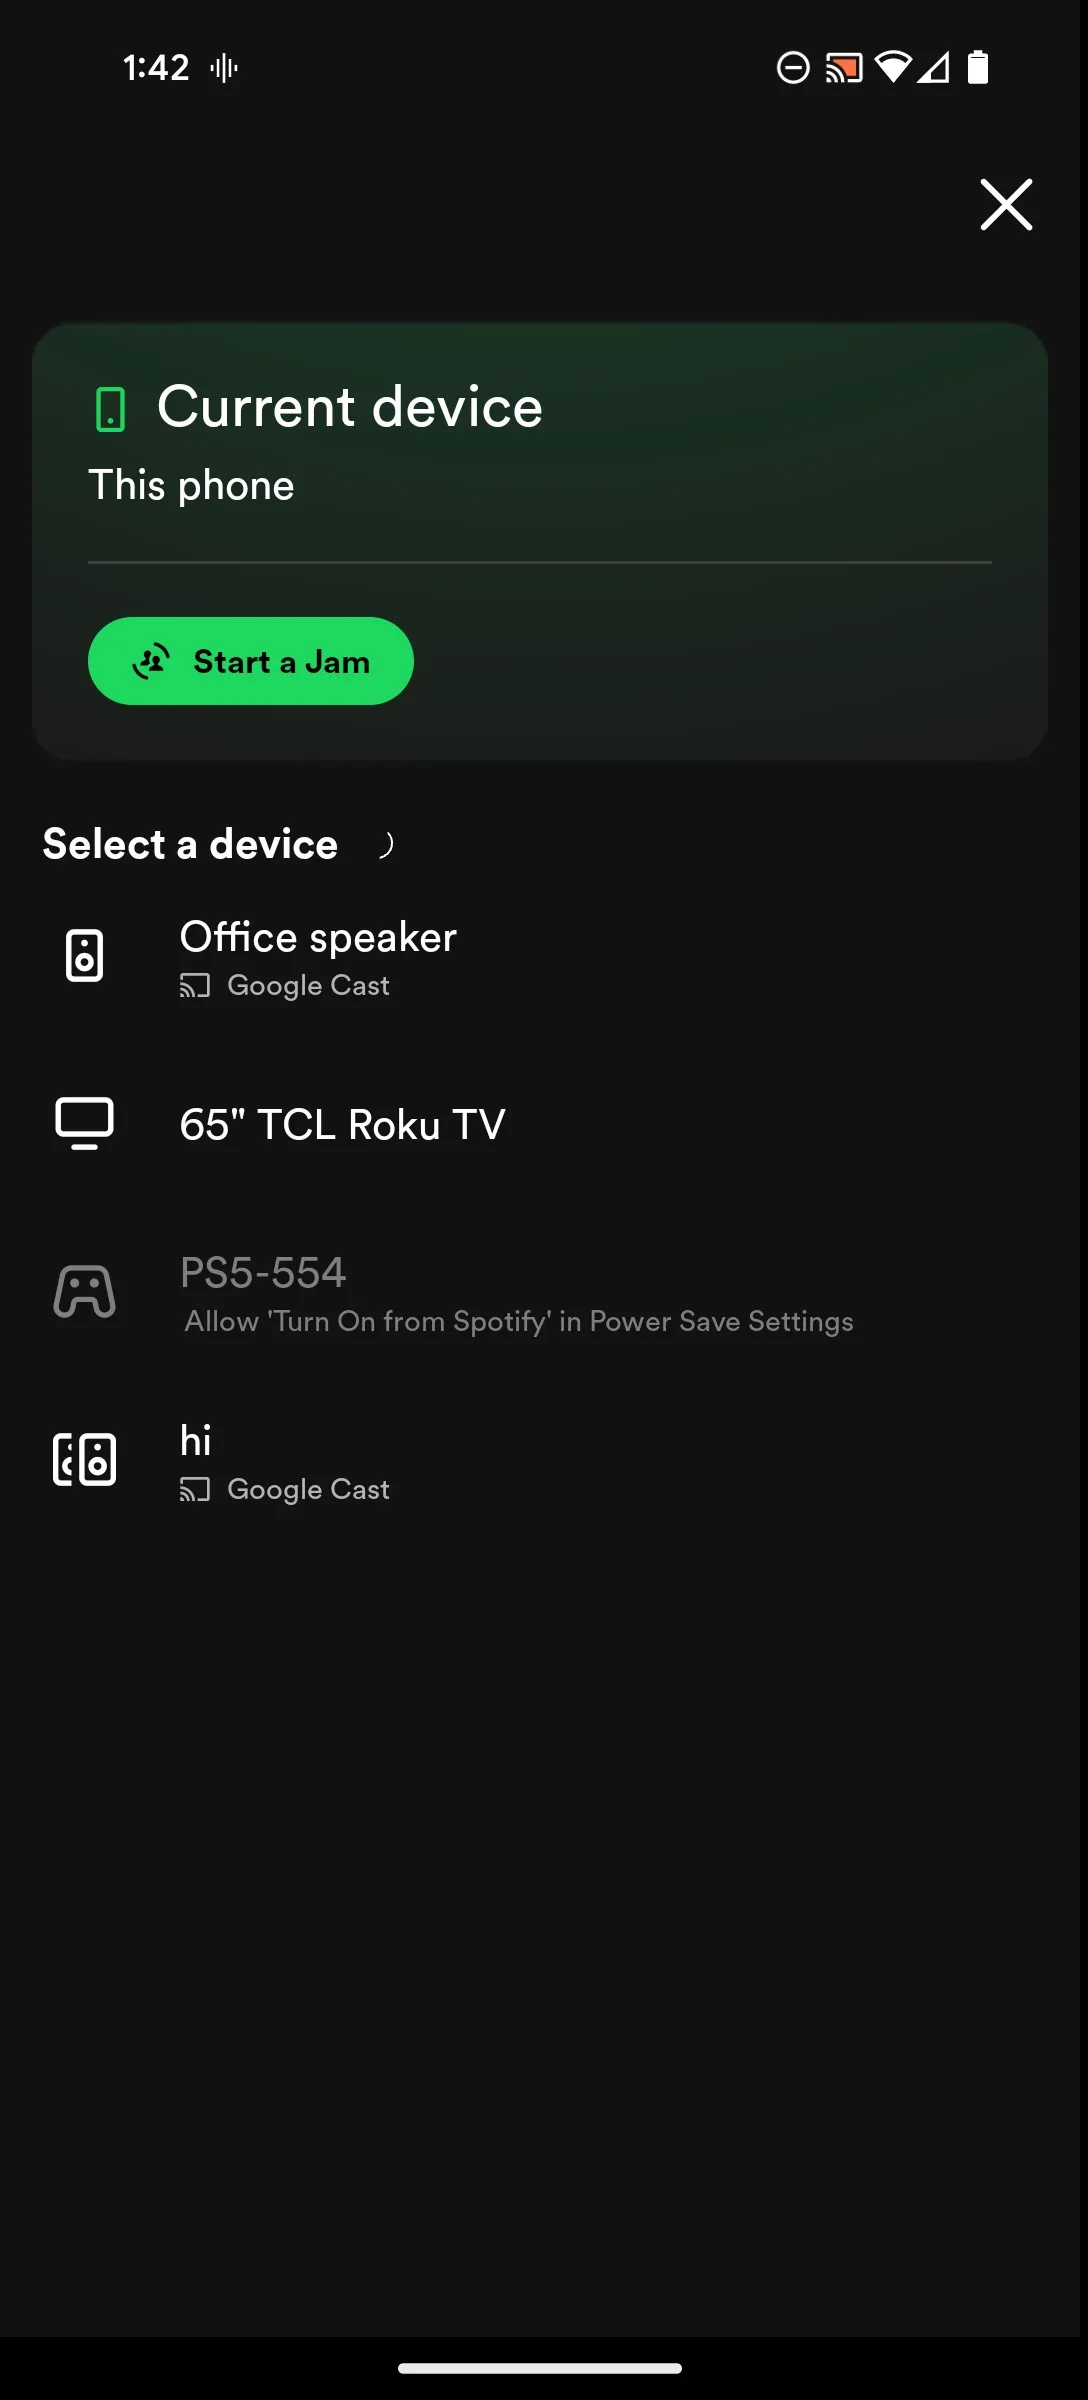 1:42
Current device
This phone
Start a Jam
Select a device
Office speaker
Google Cast
65" TCL Roku TV
PS5-554
Allow 'Turn On from Spotify' in Power Save Settings
hi
Google Cast